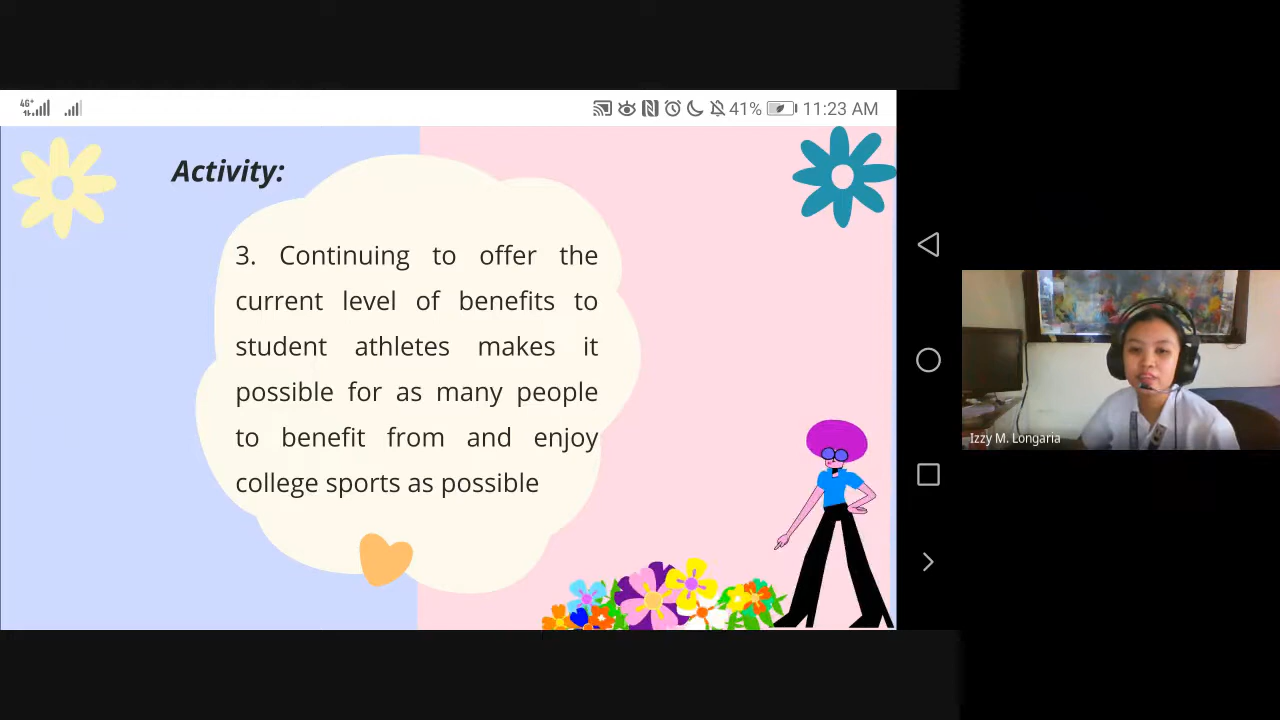 4G+ 41% 11:23 AM
Activity:
3. Continuing to offer the
current level of benefits to
student athletes makes it
possible for as many people
to benefit from and enjoy
college sports as possible
Izzy M. Longaria